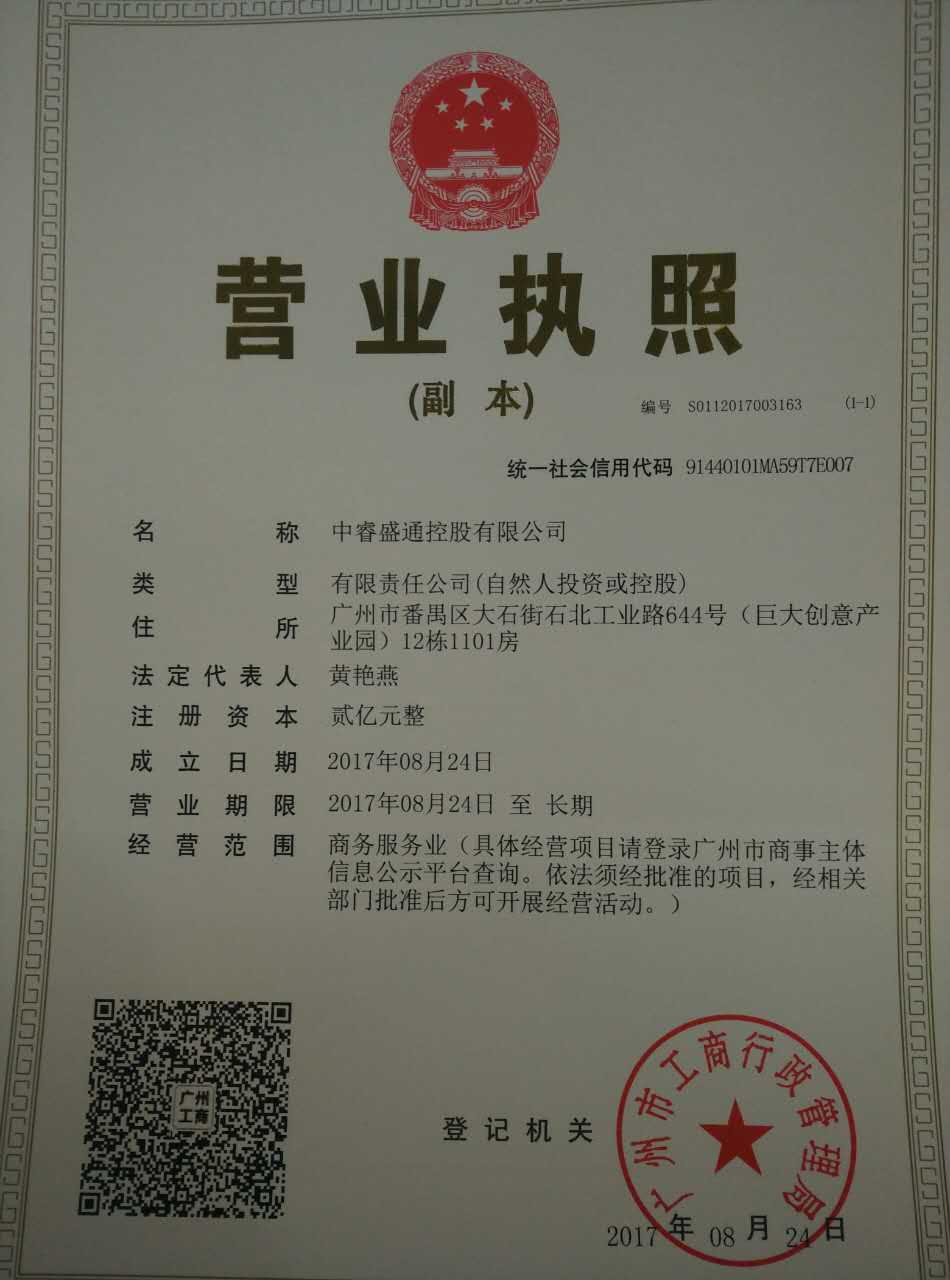 营业执照
(副 本)
编号 S0112017003163 (1-1)
统一社会信用代码 91440101MA59T7E007
名称 中睿盛通控股有限公司
类型 有限责任公司(自然人投资或控股)
住所 广州市番禺区大石街石北工业路644号（巨大创意产
业园）12栋1101房
法定代表人 黄艳燕
注册资本 贰亿元整
成立日期 2017年08月24日
营业期限 2017年08月24日 至 长期
经营范围 商务服务业（具体经营项目请登录广州市商事主体
信息公示平台查询。依法须经批准的项目，经相关
部门批准后方可开展经营活动。）
广州
工商
登记机关
广州市工商行政管理局
2017 年 08 月 24 日